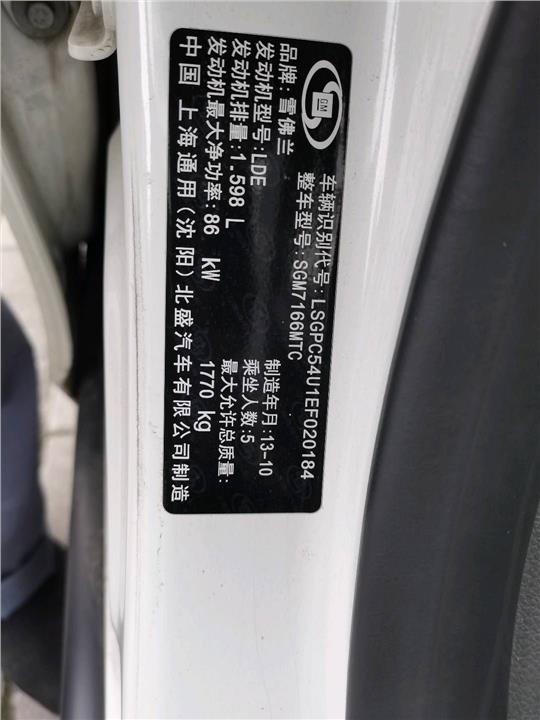 GM
车辆识别代号:LSGPC54U1EF020184
整车型号:SGM7166MTC
品牌:雪佛兰
发动机型号:LDE
制造年月:13-10
发动机排量:1.598 L
乘坐人数:5
发动机最大净功率:86 kW
最大允许总质量:
1770 kg
中国 上海通用(沈阳)北盛汽车有限公司制造